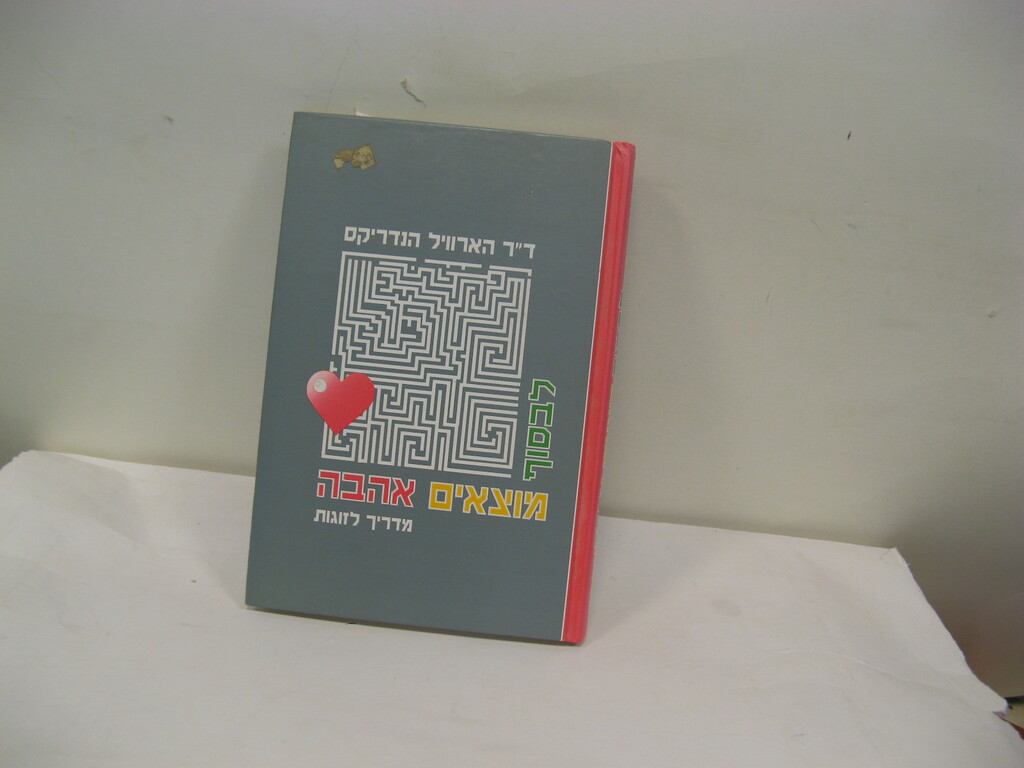 ד״ר הארוויל הנדריקס
לבסוף
מוצאים אהבה
מדריך לזוגות